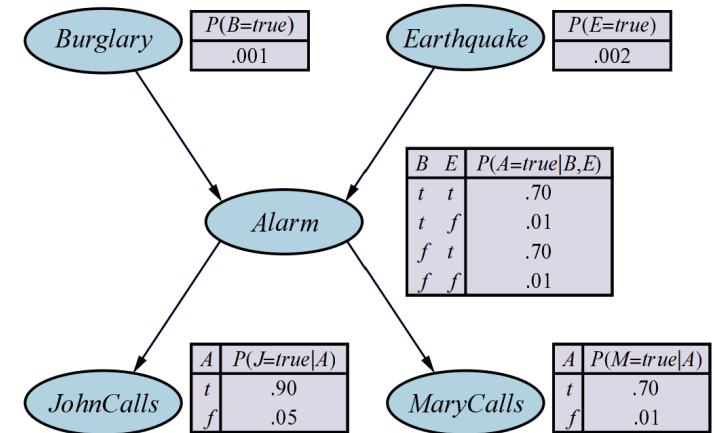 Burglary
P(B=true)
.001
Earthquake
P(E=true)
.002
Alarm
B E P(A=true|B,E)
t t .70
t f .01
f t .70
f f .01
JohnCalls
A P(J=true|A)
t .90
f .05
MaryCalls
A P(M=true|A)
t .70
f .01